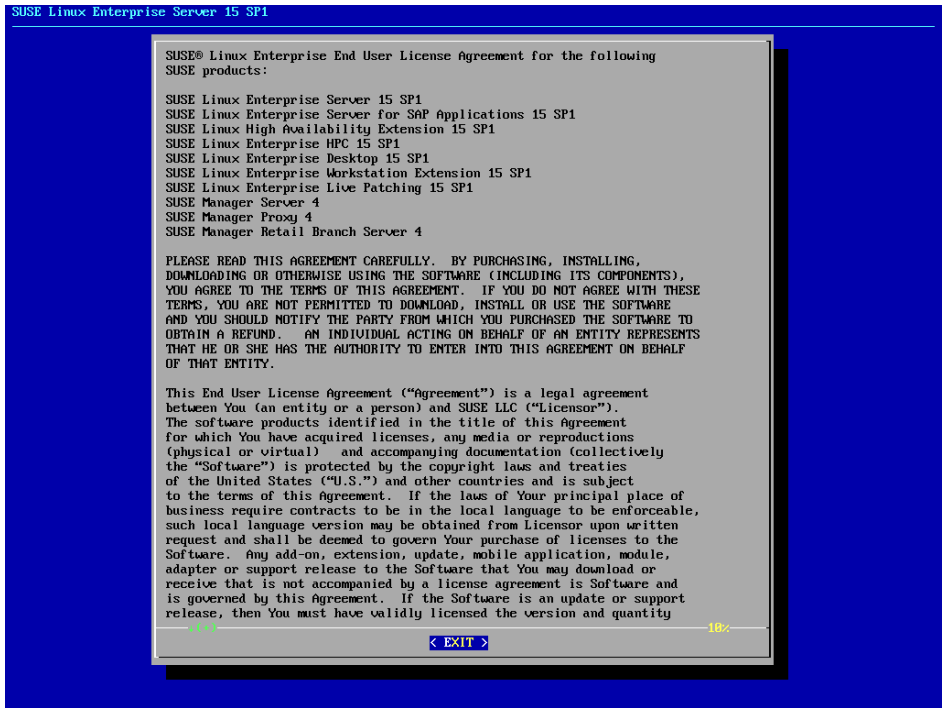 SUSE Linux Enterprise Server 15 SP1
SUSE® Linux Enterprise End User License Agreement for the following
SUSE products:
SUSE Linux Enterprise Server 15 SP1
SUSE Linux Enterprise Server for SAP Applications 15 SP1
SUSE Linux High Availability Extension 15 SP1
SUSE Linux Enterprise HPC 15 SP1
SUSE Linux Enterprise Desktop 15 SP1
SUSE Linux Enterprise Workstation Extension 15 SP1
SUSE Linux Enterprise Live Patching 15 SP1
SUSE Manager Server 4
SUSE Manager Proxy 4
SUSE Manager Retail Branch Server 4
PLEASE READ THIS AGREEMENT CAREFULLY.  BY PURCHASING, INSTALLING,
DOWNLOADING OR OTHERWISE USING THE SOFTWARE (INCLUDING ITS COMPONENTS),
YOU AGREE TO THE TERMS OF THIS AGREEMENT.  IF YOU DO NOT AGREE WITH THESE
TERMS, YOU ARE NOT PERMITTED TO DOWNLOAD, INSTALL OR USE THE SOFTWARE
AND YOU SHOULD NOTIFY THE PARTY FROM WHICH YOU PURCHASED THE SOFTWARE TO
OBTAIN A REFUND.   AN INDIVIDUAL ACTING ON BEHALF OF AN ENTITY REPRESENTS
THAT HE OR SHE HAS THE AUTHORITY TO ENTER INTO THIS AGREEMENT ON BEHALF
OF THAT ENTITY.
This End User License Agreement (“Agreement”) is a legal agreement
between You (an entity or a person) and SUSE LLC (“Licensor”).
The software products identified in the title of this Agreement
for which You have acquired licenses, any media or reproductions
(physical or virtual)   and accompanying documentation (collectively
the “Software”) is protected by the copyright laws and treaties
of the United States (“U.S.”) and other countries and is subject
to the terms of this Agreement.  If the laws of Your principal place of
business require contracts to be in the local language to be enforceable,
such local language version may be obtained from Licensor upon written
request and shall be deemed to govern Your purchase of licenses to the
Software.  Any add-on, extension, update, mobile application, module,
adapter or support release to the Software that You may download or
receive that is not accompanied by a license agreement is Software and
is governed by this Agreement.  If the Software is an update or support
release, then You must have validly licensed the version and quantity
↓(+) 10%
< EXIT >